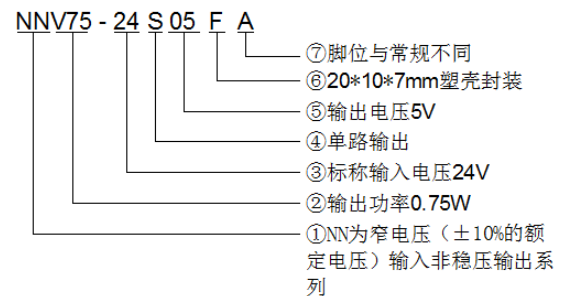 NNV75-24 S 05 F A
⑦脚位与常规不同
⑥20*10*7mm塑壳封装
⑤输出电压5V
④单路输出
③标称输入电压24V
②输出功率0.75W
①NN为窄电压（±10%的额
定电压）输入非稳压输出系
列